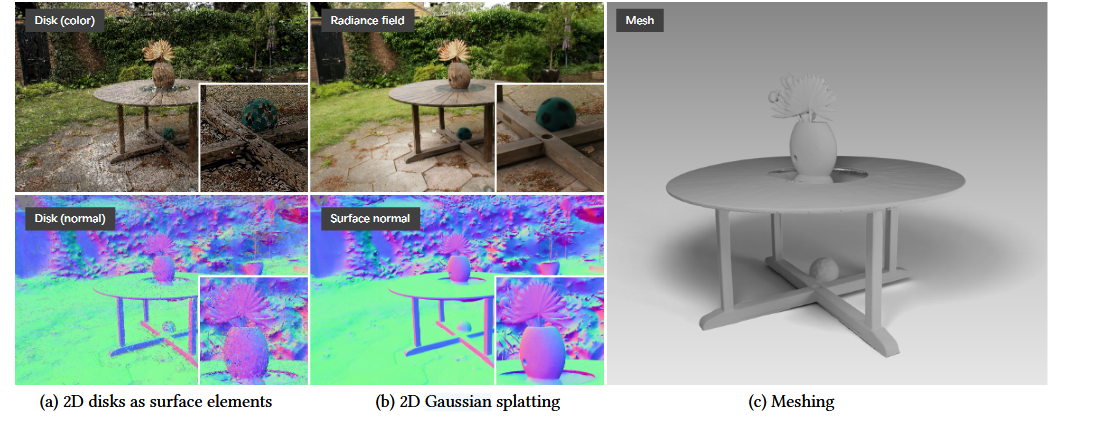 Disk (color)
Radiance field
Mesh
Disk (normal)
Surface normal
(a) 2D disks as surface elements
(b) 2D Gaussian splatting
(c) Meshing